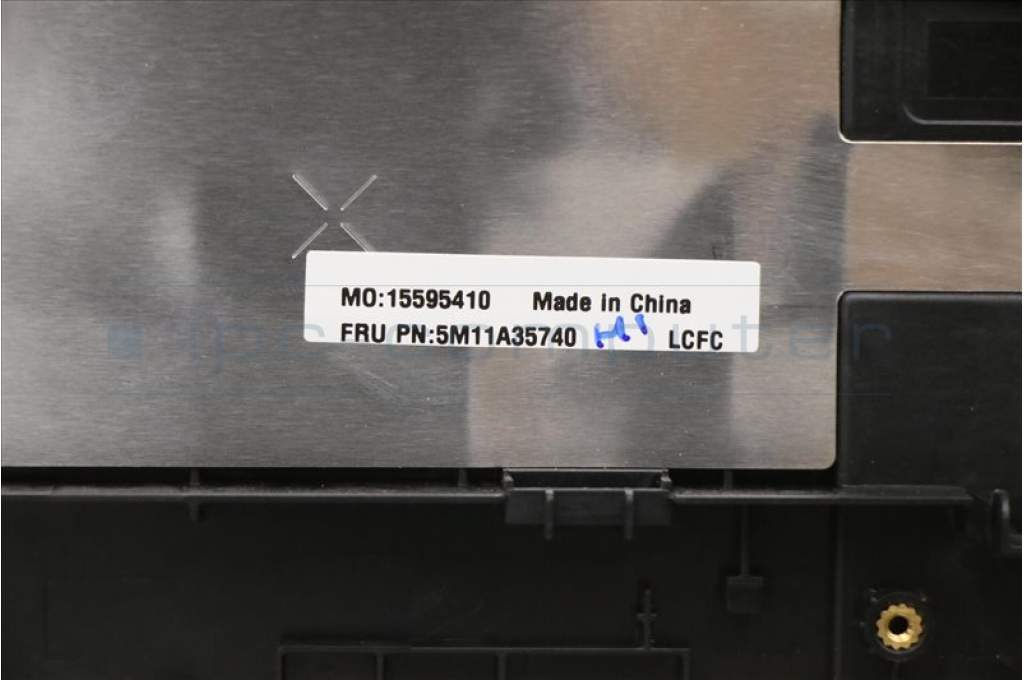 MO:15595410 Made in China
FRU PN:5M11A35740 LCFC